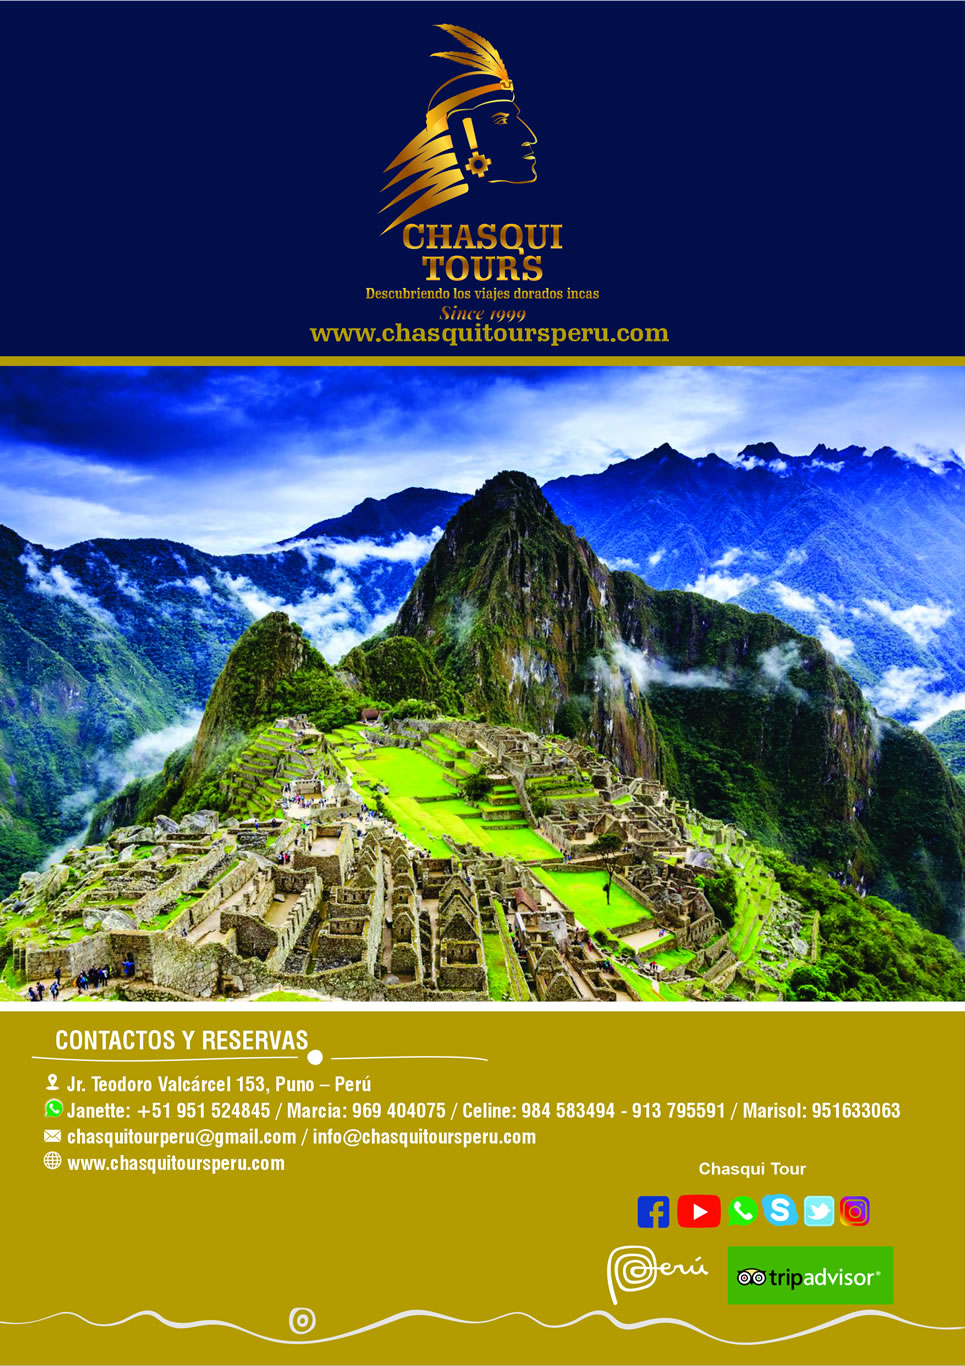 CHASQUI
TOURS
Descubriendo los viajes dorados incas
Since 1999
www.chasquitoursperu.com
CONTACTOS Y RESERVAS
Jr. Teodoro Valcárcel 153, Puno – Perú
Janette: +51 951 524845 / Marcia: 969 404075 / Celine: 984 583494 - 913 795591 / Marisol: 951633063
chasquitourperu@gmail.com / info@chasquitoursperu.com
www.chasquitoursperu.com
Chasqui Tour
Perú
tripadvisor®